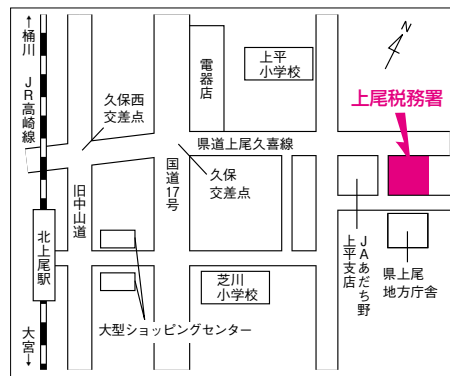 ←桶川
JR高崎線
久保西
交差点
電器店
上平
小学校
N
上尾税務署
県道上尾久喜線
旧中山道
国道17号
久保
交差点
北上尾駅
JAあだち野
上平支店
県上尾
地方庁舎
芝川
小学校
大型ショッピングセンター
大宮→